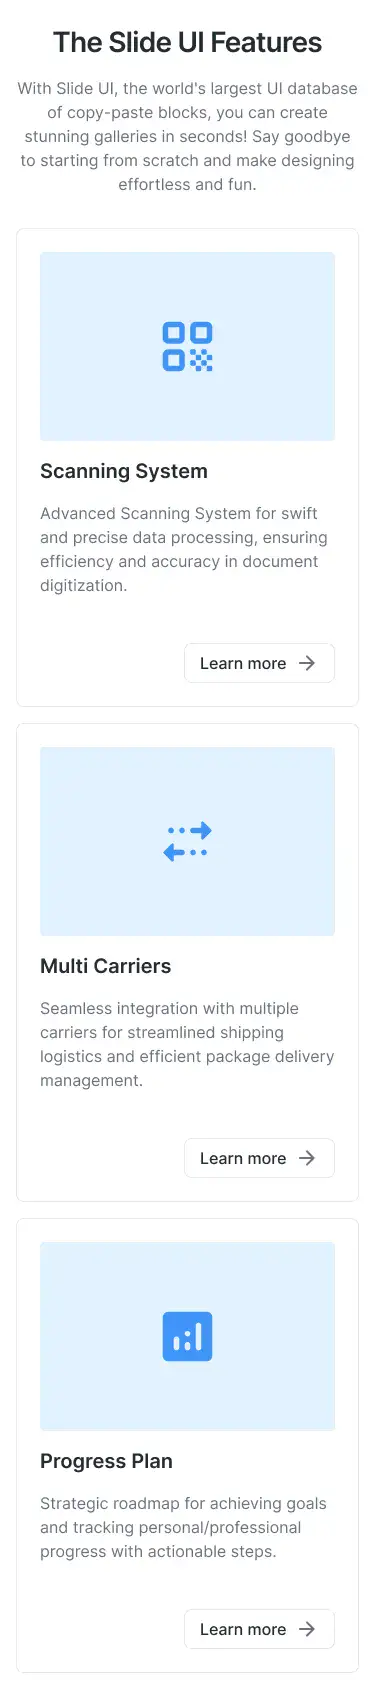 The Slide UI Features
With Slide UI, the world's largest UI database
of copy-paste blocks, you can create
stunning galleries in seconds! Say goodbye
to starting from scratch and make designing
effortless and fun.
Scanning System
Advanced Scanning System for swift
and precise data processing, ensuring
efficiency and accuracy in document
digitization.
Learn more
Multi Carriers
Seamless integration with multiple
carriers for streamlined shipping
logistics and efficient package delivery
management.
Learn more
Progress Plan
Strategic roadmap for achieving goals
and tracking personal/professional
progress with actionable steps.
Learn more